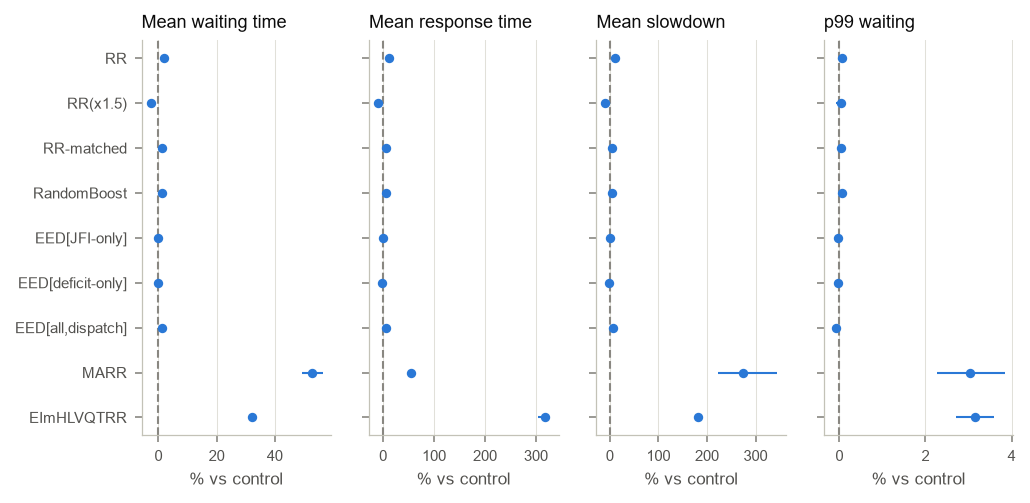 Mean waiting time
Mean response time
Mean slowdown
p99 waiting
RR
RR(x1.5)
RR-matched
RandomBoost
EED[JFI-only]
EED[deficit-only]
EED[all,dispatch]
MARR
EImHLVQTRR
0 20 40
0 100 200 300
0 100 200 300
0 2 4
% vs control
% vs control
% vs control
% vs control